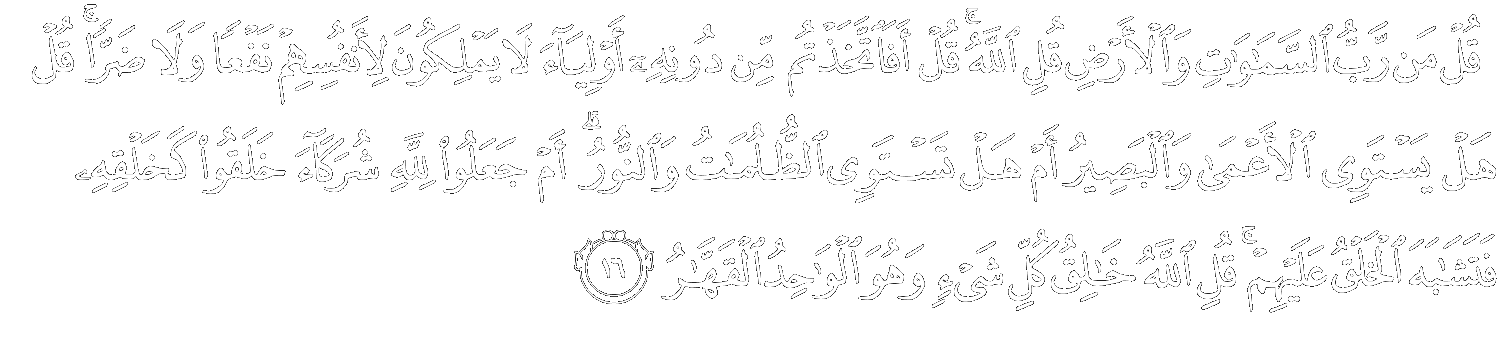 قُلْ مَن رَّبُّ ٱلسَّمَـٰوَٰتِ وَٱلْأَرْضِ قُلِ ٱللَّهُ ۚ قُلْ أَفَٱتَّخَذْتُم مِّن دُونِهِۦٓ أَوْلِيَآءَ لَا يَمْلِكُونَ لِأَنفُسِهِمْ نَفْعًا وَلَا ضَرًّا ۚ قُلْ
هَلْ يَسْتَوِى ٱلْأَعْمَىٰ وَٱلْبَصِيرُ أَمْ هَلْ تَسْتَوِى ٱلظُّلُمَـٰتُ وَٱلنُّورُ ۗ أَمْ جَعَلُوا۟ لِلَّهِ شُرَكَآءَ خَلَقُوا۟ كَخَلْقِهِۦ
فَتَشَـٰبَهَ ٱلْخَلْقُ عَلَيْهِمْ ۚ قُلِ ٱللَّهُ خَـٰلِقُ كُلِّ شَىْءٍ وَهُوَ ٱلْوَٰحِدُ ٱلْقَهَّـٰرُ ١٦